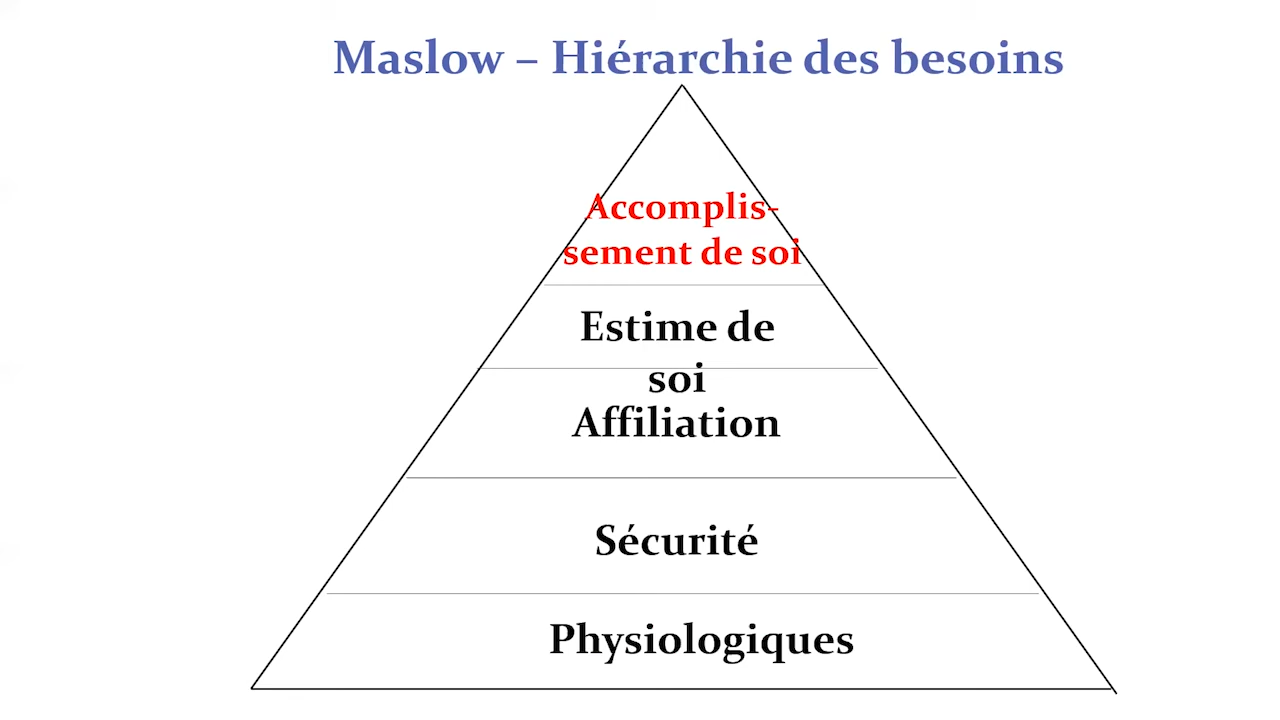 Maslow – Hiérarchie des besoins
Accomplis-
sement de soi
Estime de
soi
Affiliation
Sécurité
Physiologiques